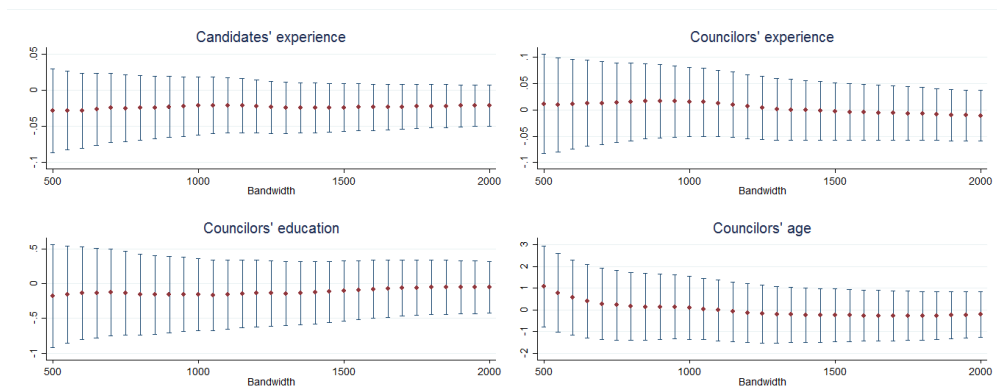 Candidates' experience
.05
0
-.05
-.1
500 1000 1500 2000
Bandwidth
Councilors' experience
.1
.05
0
-.05
-.1
500 1000 1500 2000
Bandwidth
Councilors' education
.5
0
-.5
-1
500 1000 1500 2000
Bandwidth
Councilors' age
3
2
1
0
-1
-2
500 1000 1500 2000
Bandwidth